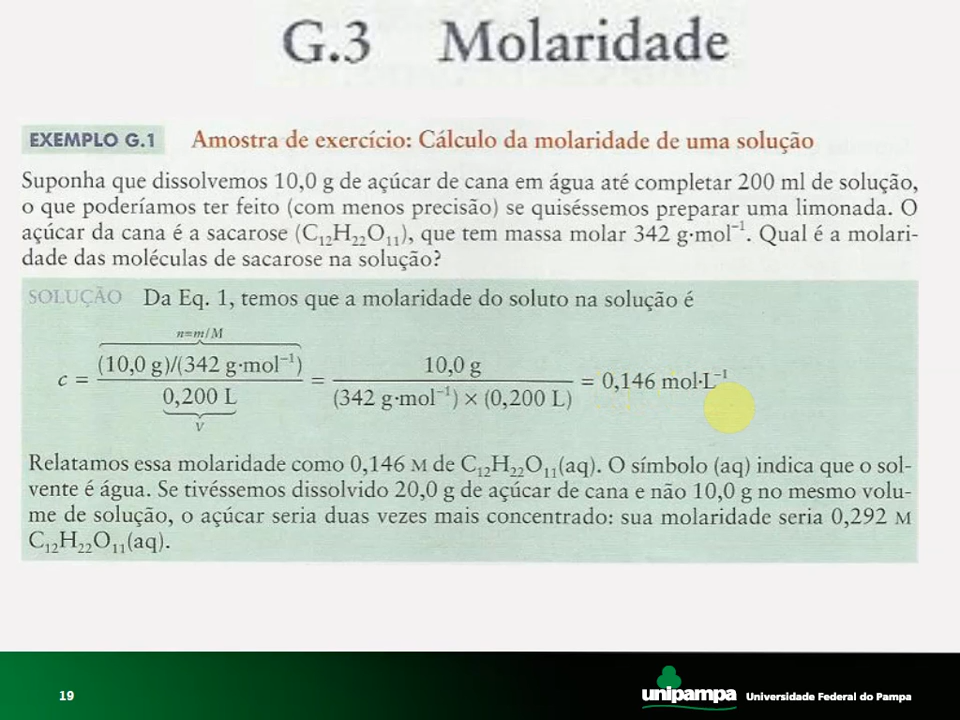 G.3 Molaridade
EXEMPLO G.1 Amostra de exercício: Cálculo da molaridade de uma solução
Suponha que dissolvemos 10,0 g de açúcar de cana em água até completar 200 ml de solução,
o que poderíamos ter feito (com menos precisão) se quiséssemos preparar uma limonada. O
açúcar da cana é a sacarose (C₁₂H₂₂O₁₁), que tem massa molar 342 g·mol⁻¹. Qual é a molari-
dade das moléculas de sacarose na solução?
SOLUÇÃO Da Eq. 1, temos que a molaridade do soluto na solução é
n=m/M
c = (10,0 g)/(342 g·mol⁻¹) / 0,200 L = 10,0 g / (342 g·mol⁻¹) × (0,200 L) = 0,146 mol·L⁻¹
V
Relatamos essa molaridade como 0,146 M de C₁₂H₂₂O₁₁(aq). O símbolo (aq) indica que o sol-
vente é água. Se tivéssemos dissolvido 20,0 g de açúcar de cana e não 10,0 g no mesmo volu-
me de solução, o açúcar seria duas vezes mais concentrado: sua molaridade seria 0,292 M
C₁₂H₂₂O₁₁(aq).
19
unipampa Universidade Federal do Pampa